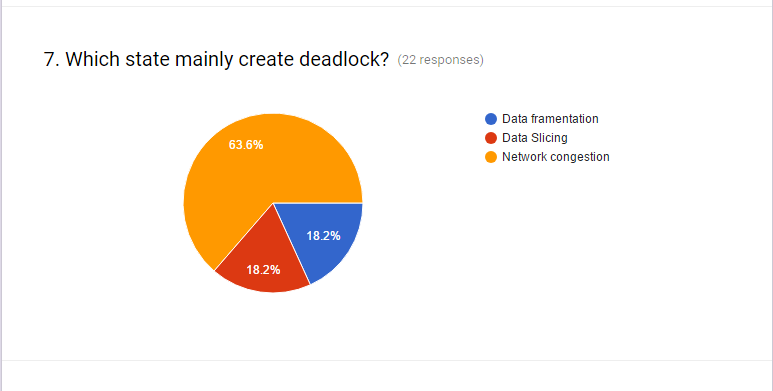 7. Which state mainly create deadlock? (22 responses)
Data framentation
Data Slicing
Network congestion
63.6%
18.2%
18.2%